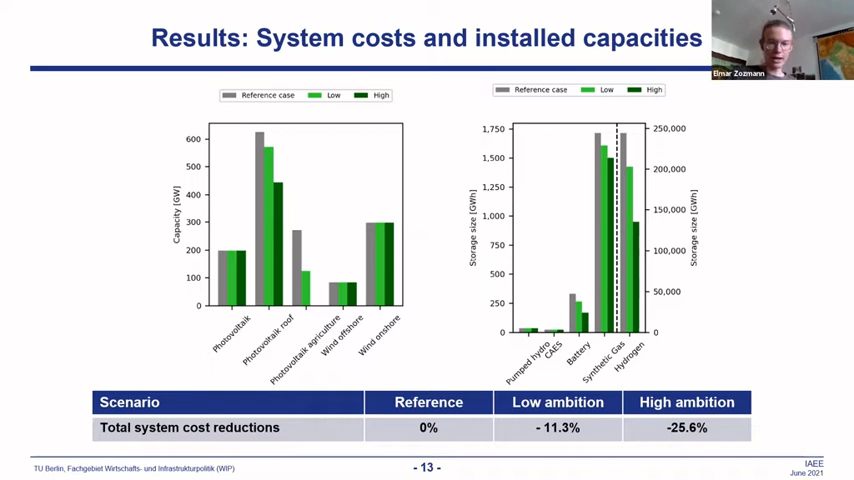 Results: System costs and installed capacities
Elmar Zozmann
Reference case Low High
Capacity [GW]
600
500
400
300
200
100
0
Photovoltaik
Photovoltaik roof
Photovoltaik agriculture
Wind offshore
Wind onshore
Reference case Low High
Storage size [GWh]
1,750
1,500
1,250
1,000
750
500
250
0
250,000
200,000
150,000
100,000
50,000
0
Storage size [GWh]
Pumped hydro
CAES
Battery
Synthetic Gas
Hydrogen
Scenario Reference Low ambition High ambition
Total system cost reductions 0% - 11.3% -25.6%
TU Berlin, Fachgebiet Wirtschafts- und Infrastrukturpolitik (WIP)
- 13 -
IAEE
June 2021